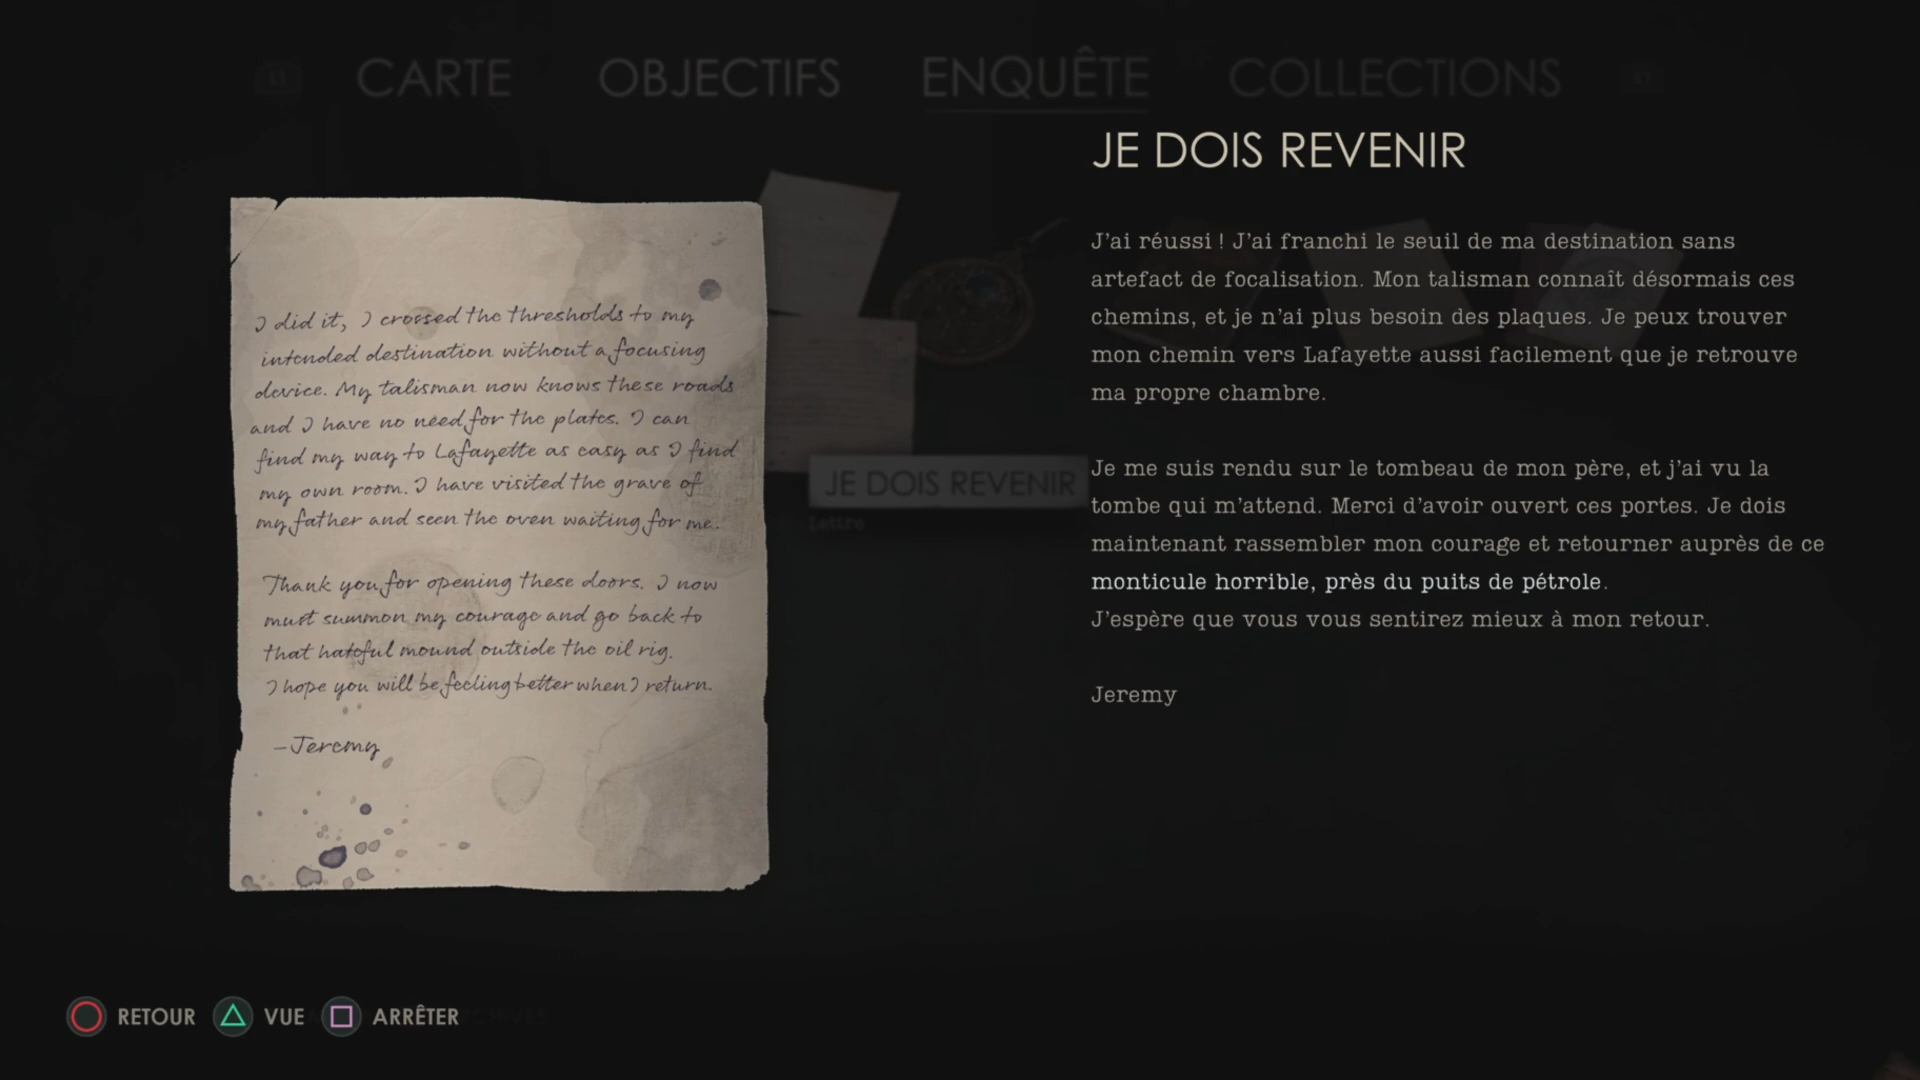 CARTE OBJECTIFS ENQUÊTE COLLECTIONS
I did it, I crossed the thresholds to my
intended destination without a focusing
device. My talisman now knows these roads
and I have no need for the plates. I can
find my way to Lafayette as easy as I find
my own room. I have visited the grave of
my father and seen the oven waiting for me.
Thank you for opening these doors. I now
must summon my courage and go back to
that hateful mound outside the oil rig.
I hope you will be feeling better when I return.
–Jeremy
JE DOIS REVENIR
Lettre
JE DOIS REVENIR
J'ai réussi ! J'ai franchi le seuil de ma destination sans
artefact de focalisation. Mon talisman connaît désormais ces
chemins, et je n'ai plus besoin des plaques. Je peux trouver
mon chemin vers Lafayette aussi facilement que je retrouve
ma propre chambre.
Je me suis rendu sur le tombeau de mon père, et j'ai vu la
tombe qui m'attend. Merci d'avoir ouvert ces portes. Je dois
maintenant rassembler mon courage et retourner auprès de ce
monticule horrible, près du puits de pétrole.
J'espère que vous vous sentirez mieux à mon retour.
Jeremy
RETOUR VUE ARRÊTER